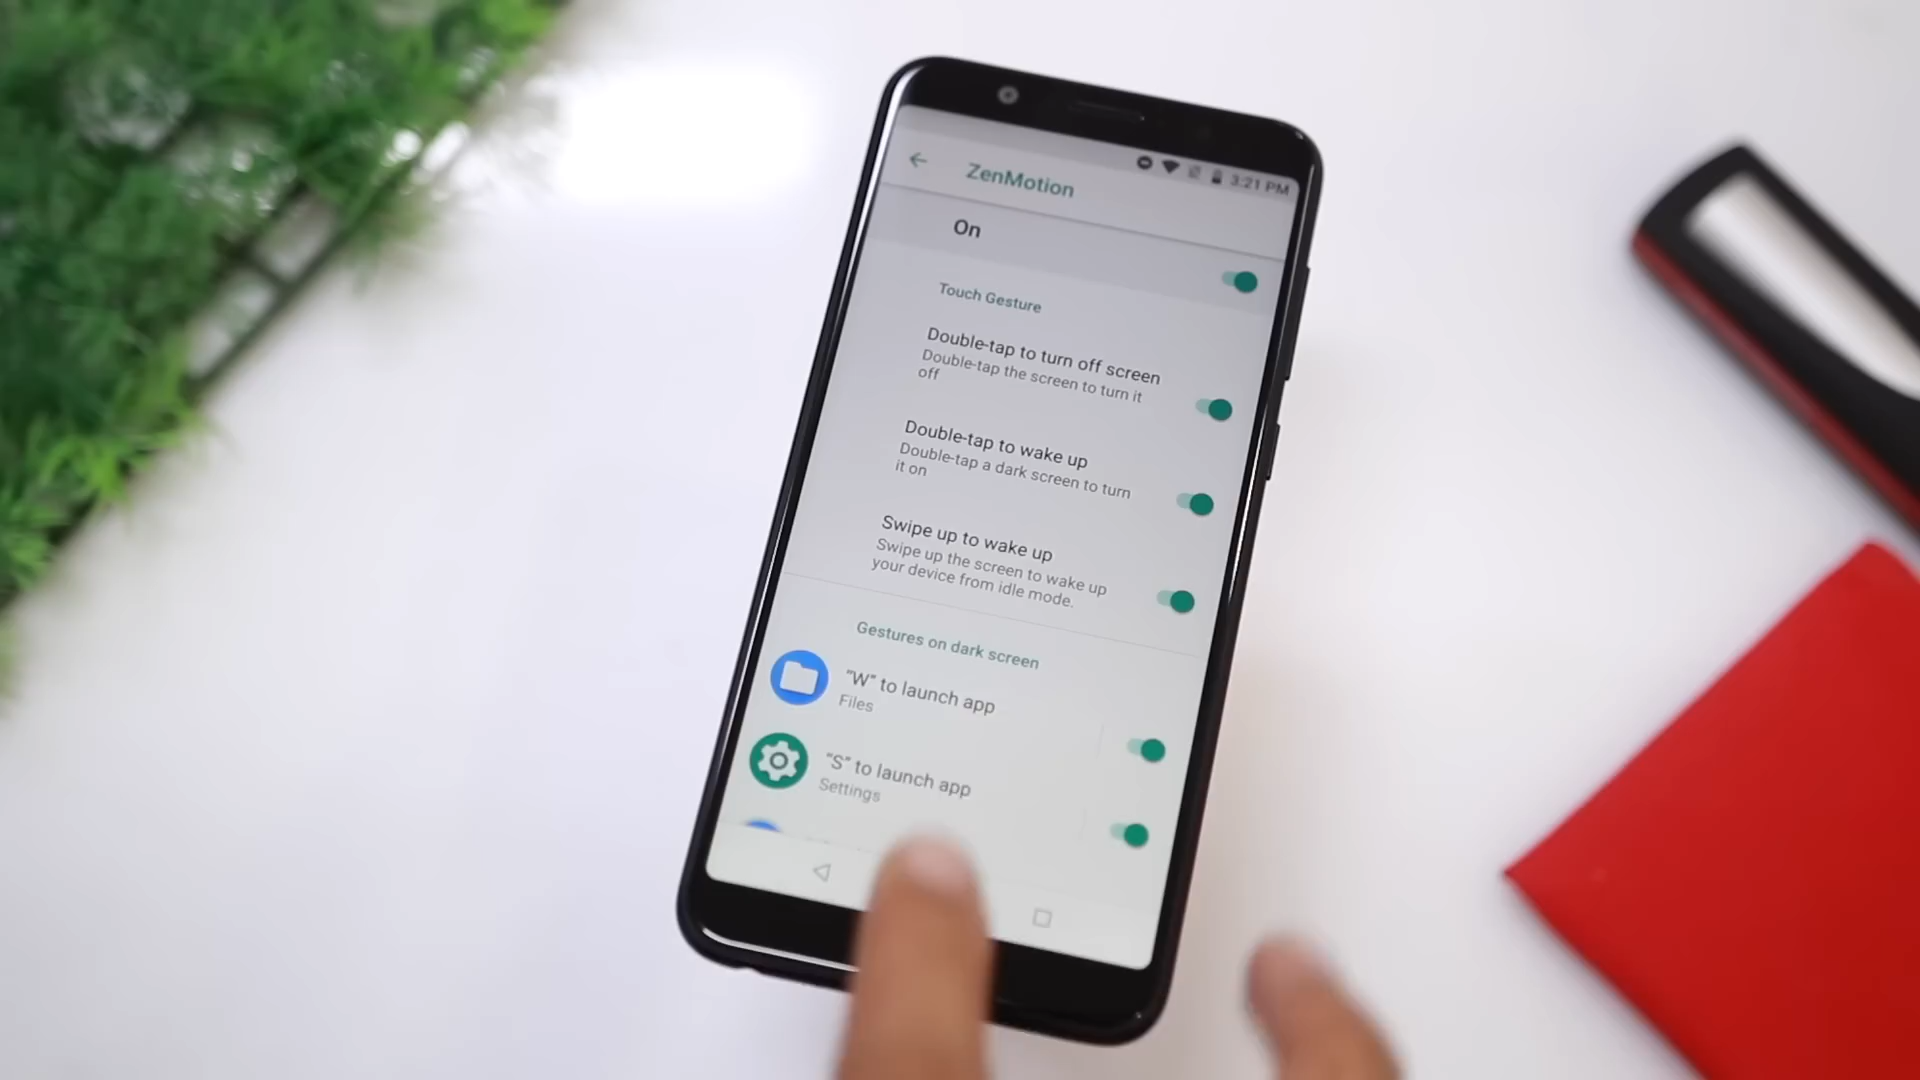 3:21 PM
ZenMotion
On
Touch Gesture
Double-tap to turn off screen
Double-tap the screen to turn it
off
Double-tap to wake up
Double-tap a dark screen to turn
it on
Swipe up to wake up
Swipe up the screen to wake up
your device from idle mode.
Gestures on dark screen
"W" to launch app
Files
"S" to launch app
Settings